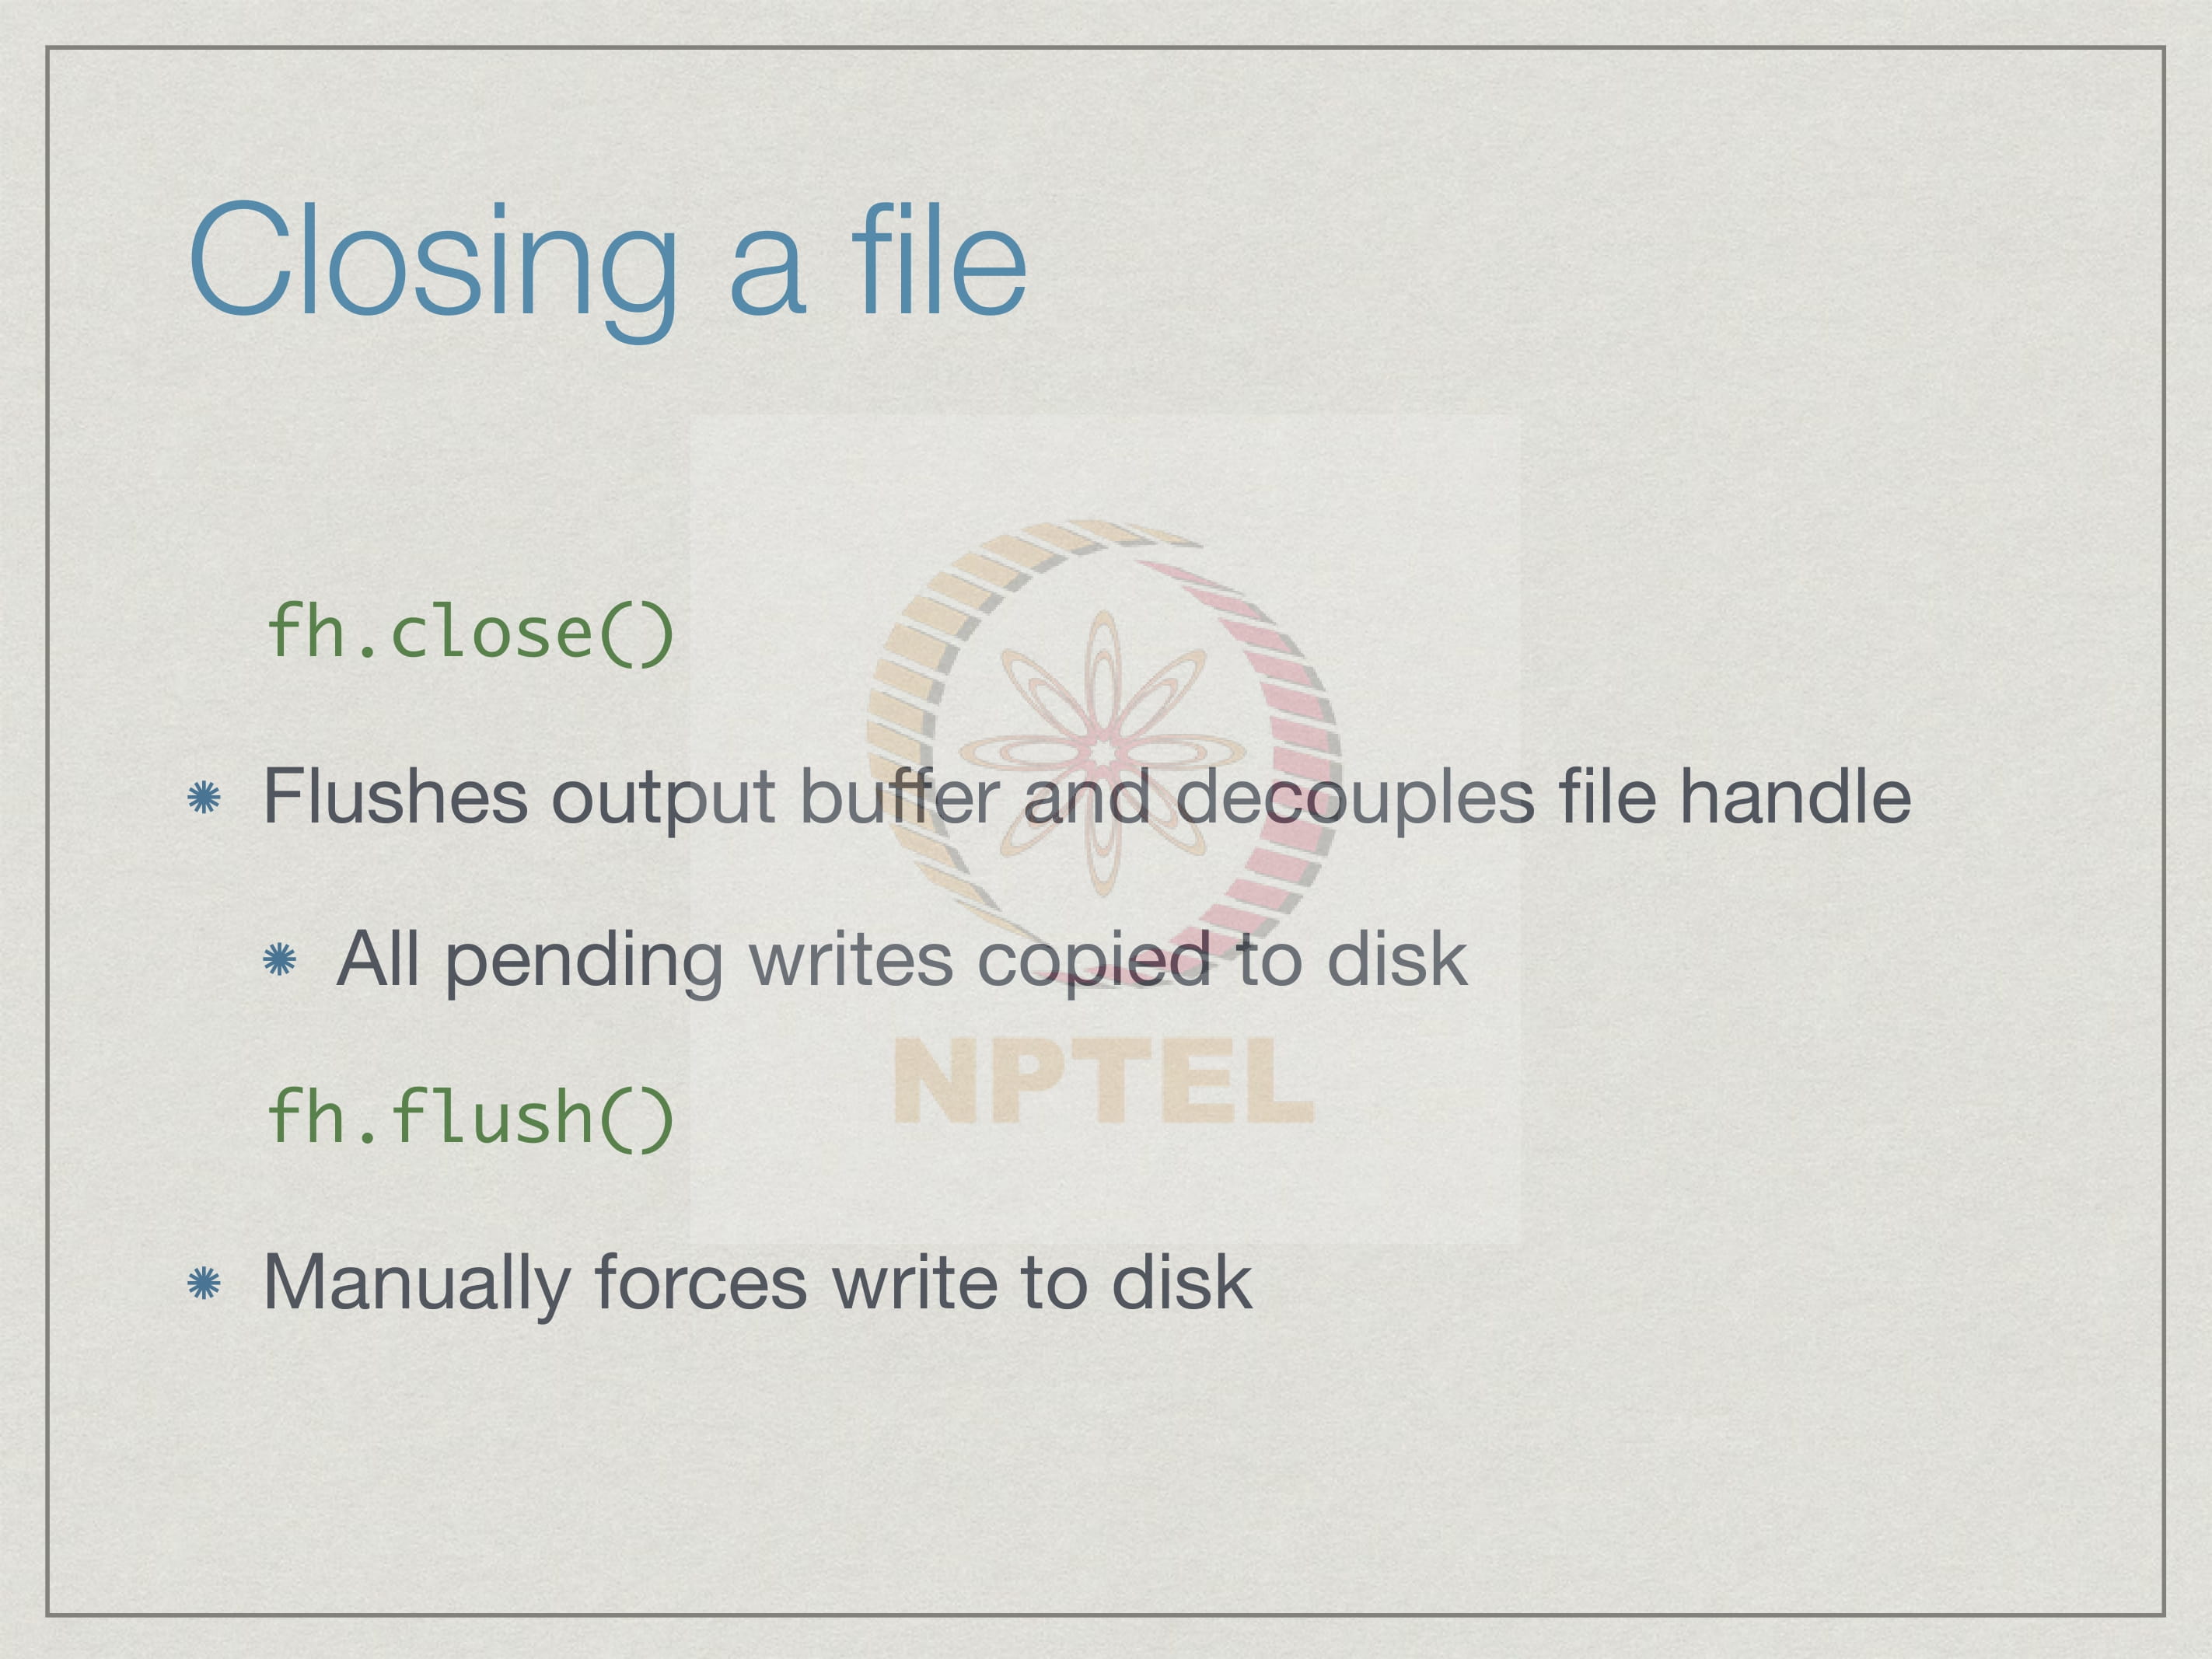 Closing a file
fh.close()
Flushes output buffer and decouples file handle
All pending writes copied to disk
NPTEL
fh.flush()
Manually forces write to disk